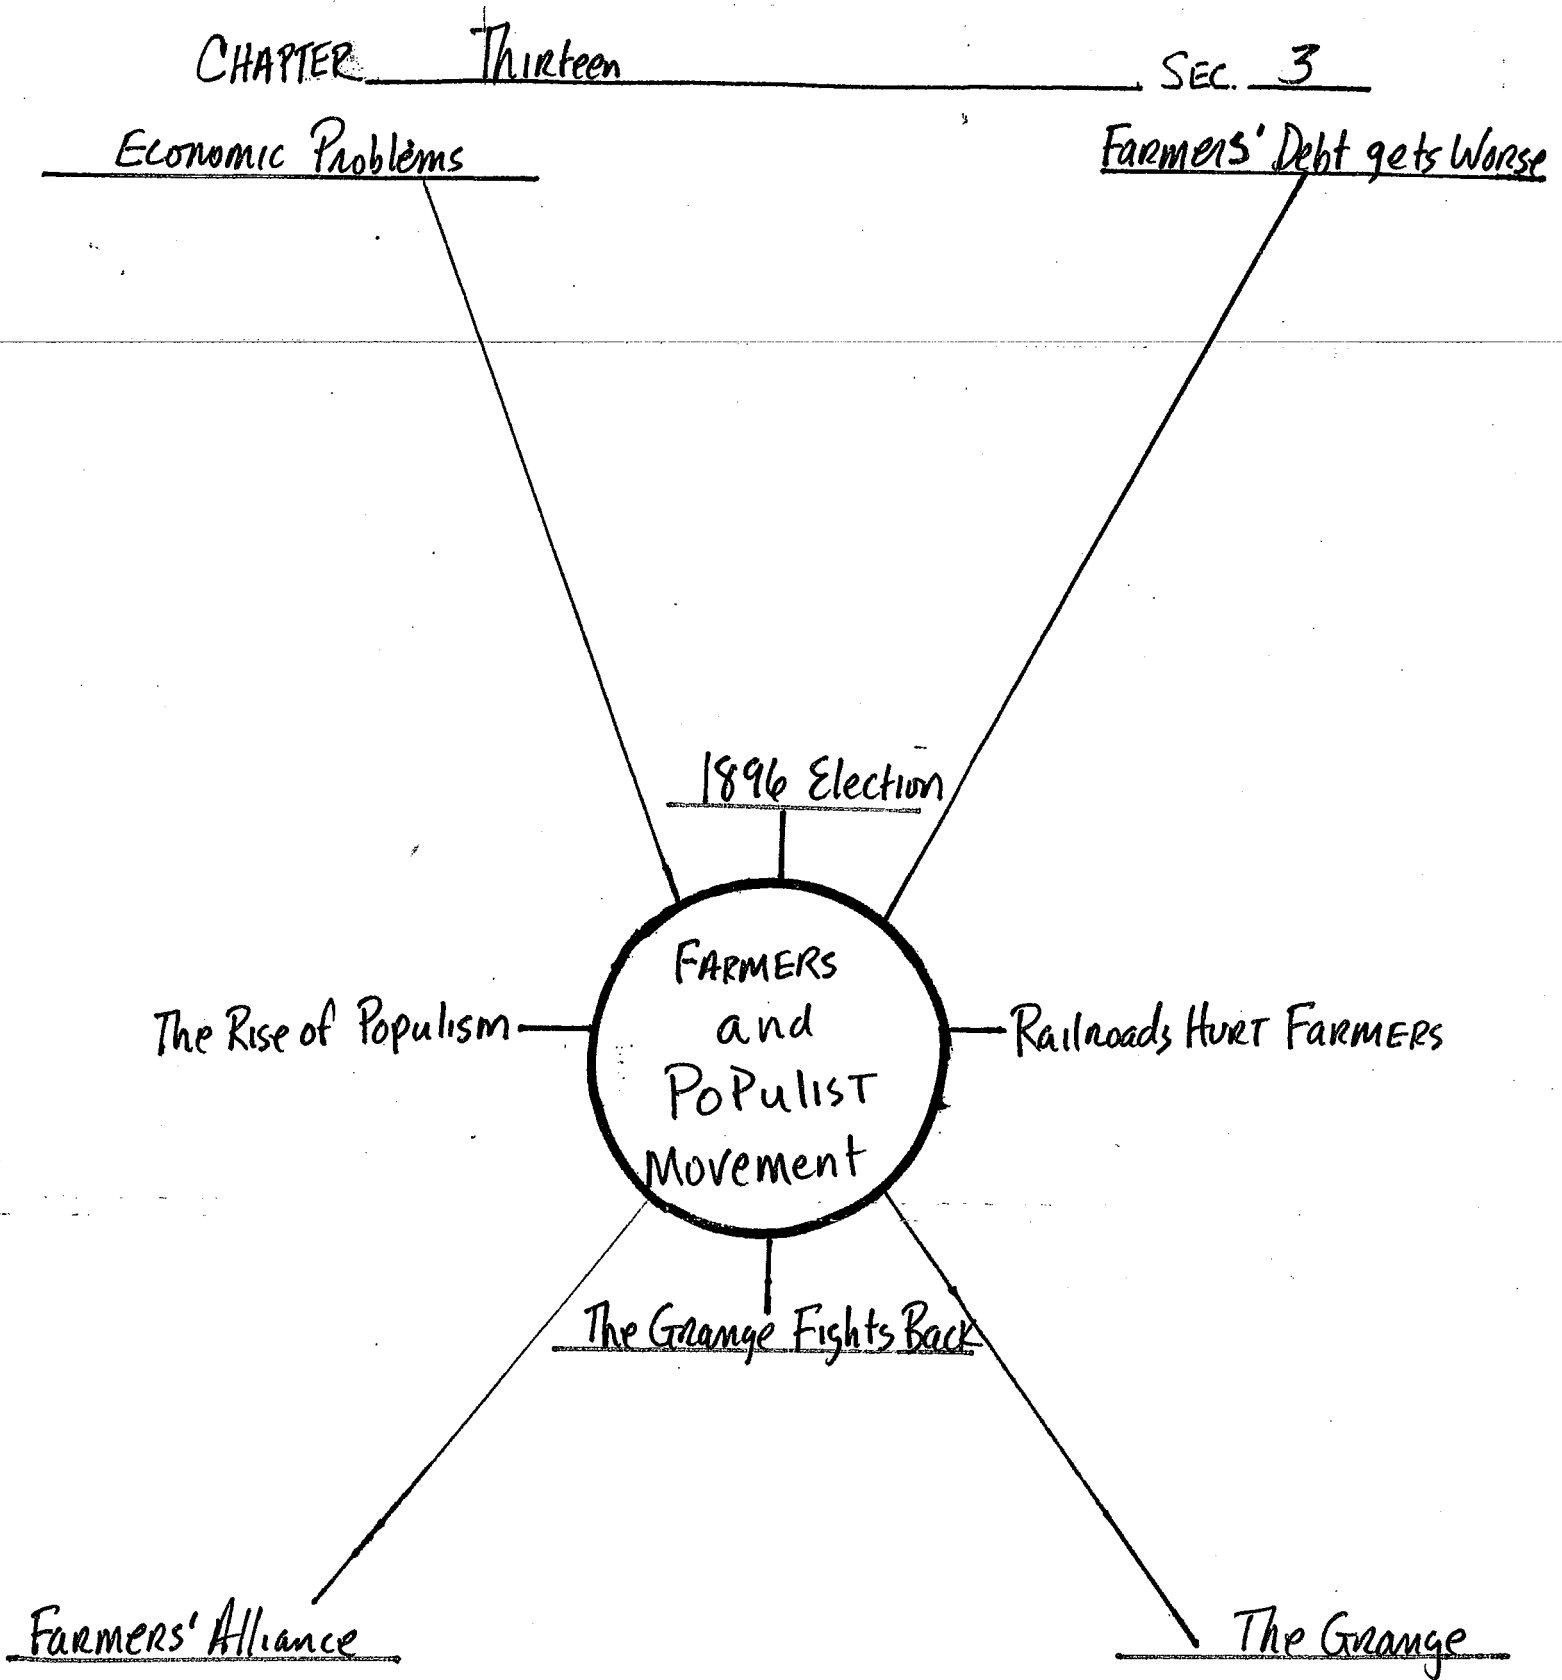 CHAPTER Thirteen SEC. 3
Economic Problems
Farmers' Debt gets Worse
1896 Election
FARMERS
and
POPULIST
Movement
The Rise of Populism
Railroads HURT FARMERS
The Grange Fights Back
Farmers' Alliance
The Grange